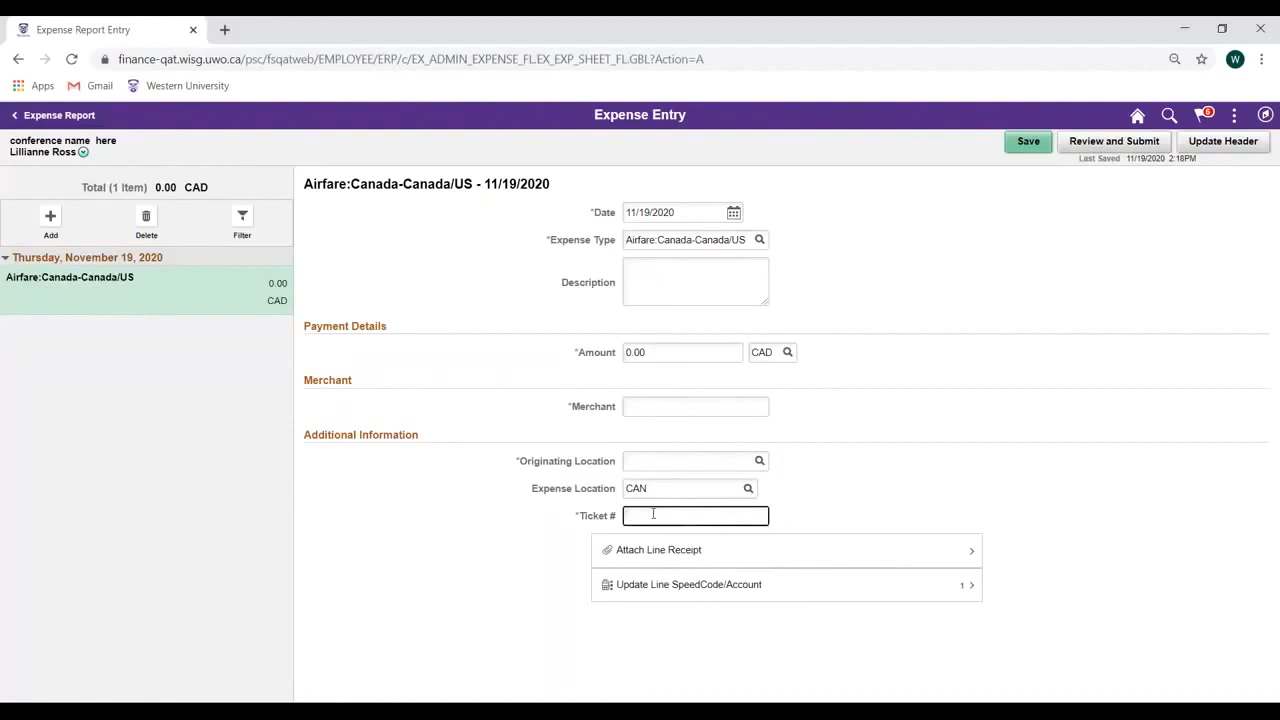 Expense Report Entry
finance-qat.wisg.uwo.ca/psc/fsqatweb/EMPLOYEE/ERP/c/EX_ADMIN_EXPENSE_FL.EX_EXP_SHEET_FL.GBL?Action=A
W
Apps Gmail Western University
Expense Report
Expense Entry
6
conference name here
Lillianne Ross
Save
Review and Submit
Update Header
Last Saved 11/19/2020 2:18PM
Total (1 item) 0.00 CAD
Add Delete Filter
Thursday, November 19, 2020
Airfare:Canada-Canada/US
0.00
CAD
Airfare:Canada-Canada/US - 11/19/2020
*Date 11/19/2020
*Expense Type Airfare:Canada-Canada/US
Description
Payment Details
*Amount 0.00 CAD
Merchant
*Merchant
Additional Information
*Originating Location
Expense Location CAN
*Ticket #
Attach Line Receipt
Update Line SpeedCode/Account 1